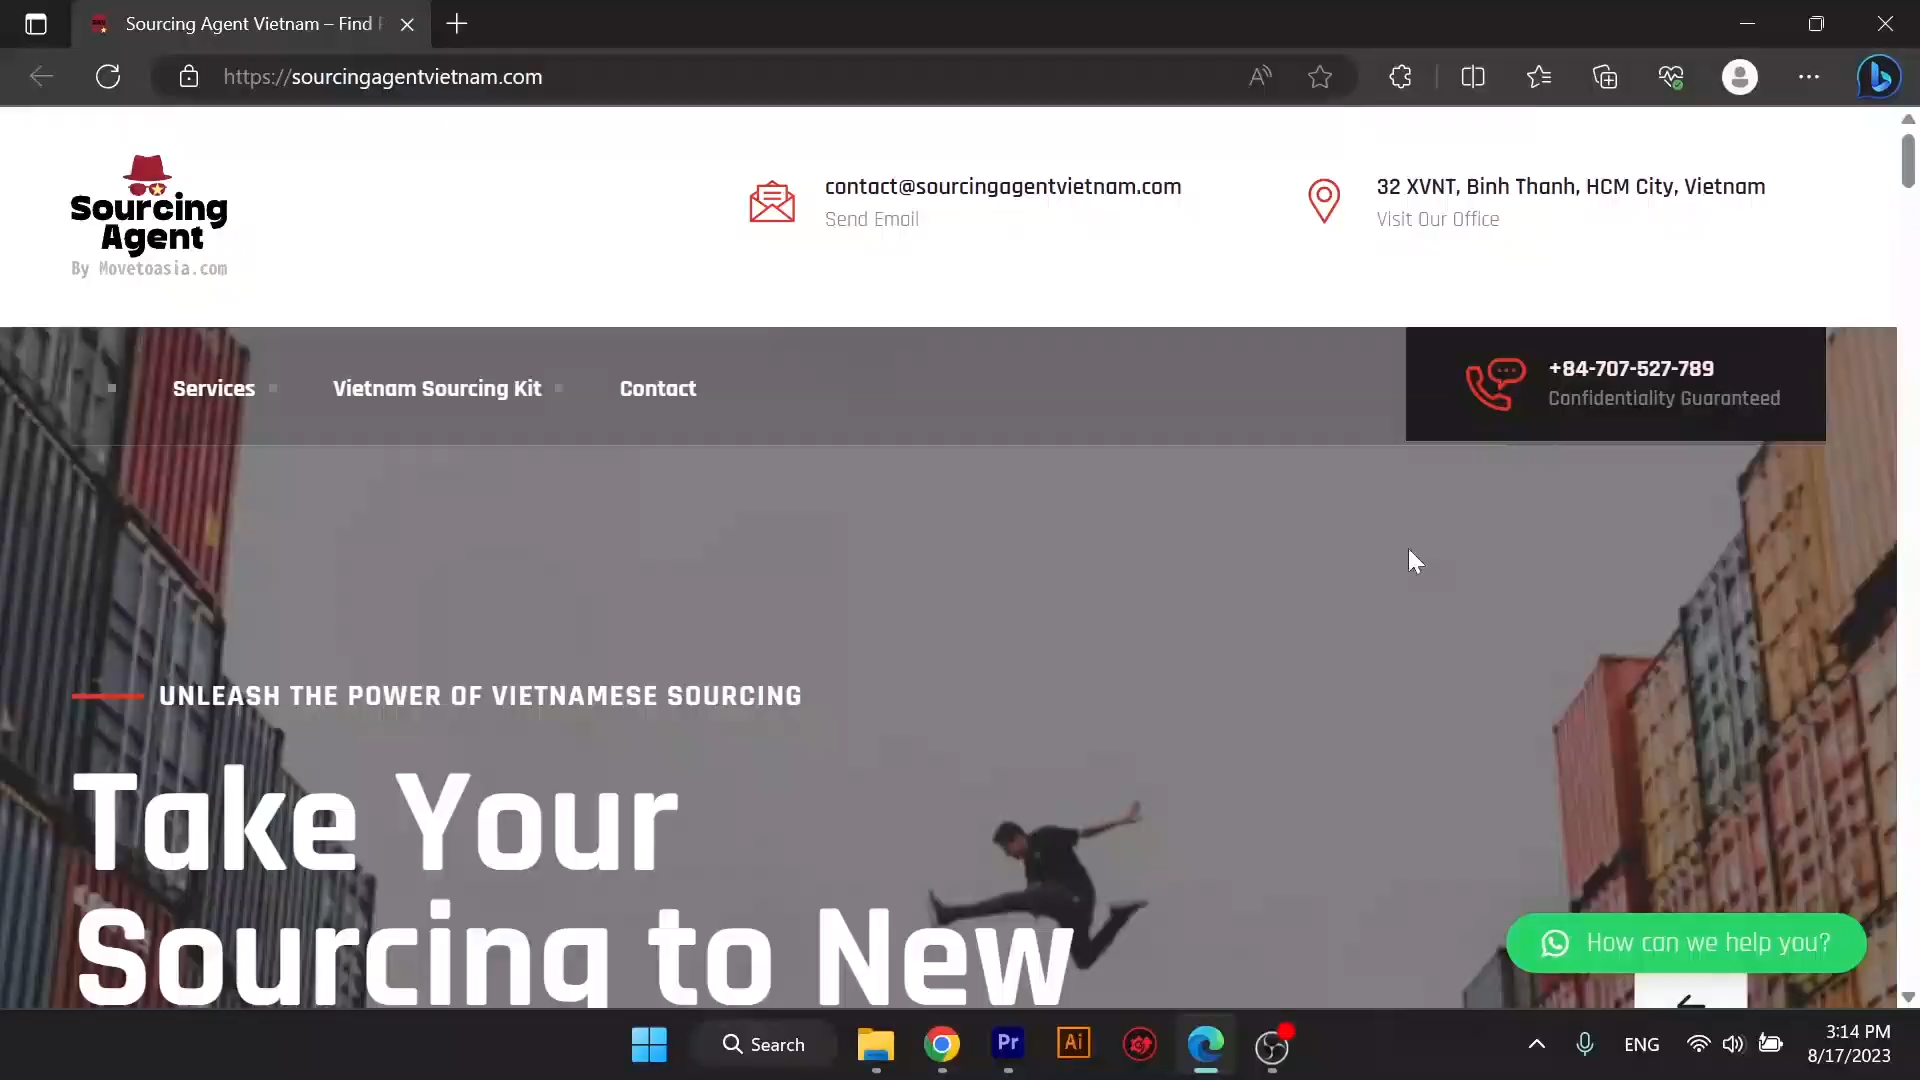 Sourcing Agent Vietnam – Find
https://sourcingagentvietnam.com
Sourcing
Agent
By Movetoasia.com
contact@sourcingagentvietnam.com
Send Email
32 XVNT, Binh Thanh, HCM City, Vietnam
Visit Our Office
Services
Vietnam Sourcing Kit
Contact
+84-707-527-789
Confidentiality Guaranteed
UNLEASH THE POWER OF VIETNAMESE SOURCING
Take Your
Sourcing to New
How can we help you?
Search
Pr
Ai
ENG
3:14 PM
8/17/2023